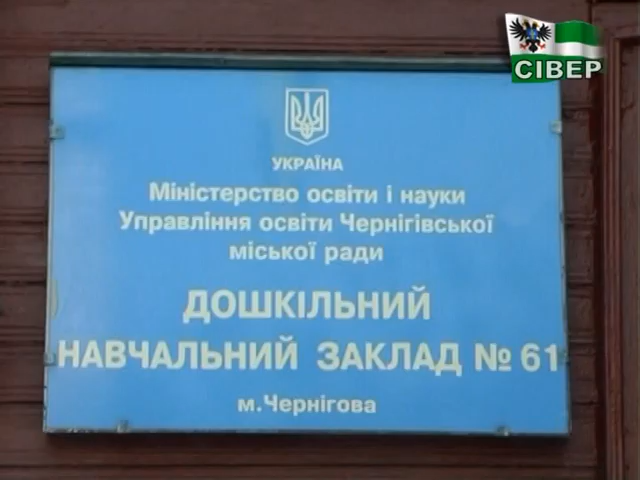 СІВЕР
УКРАЇНА
Міністерство освіти і науки
Управління освіти Чернігівської
міської ради
ДОШКІЛЬНИЙ
НАВЧАЛЬНИЙ ЗАКЛАД № 61
м.Чернігова